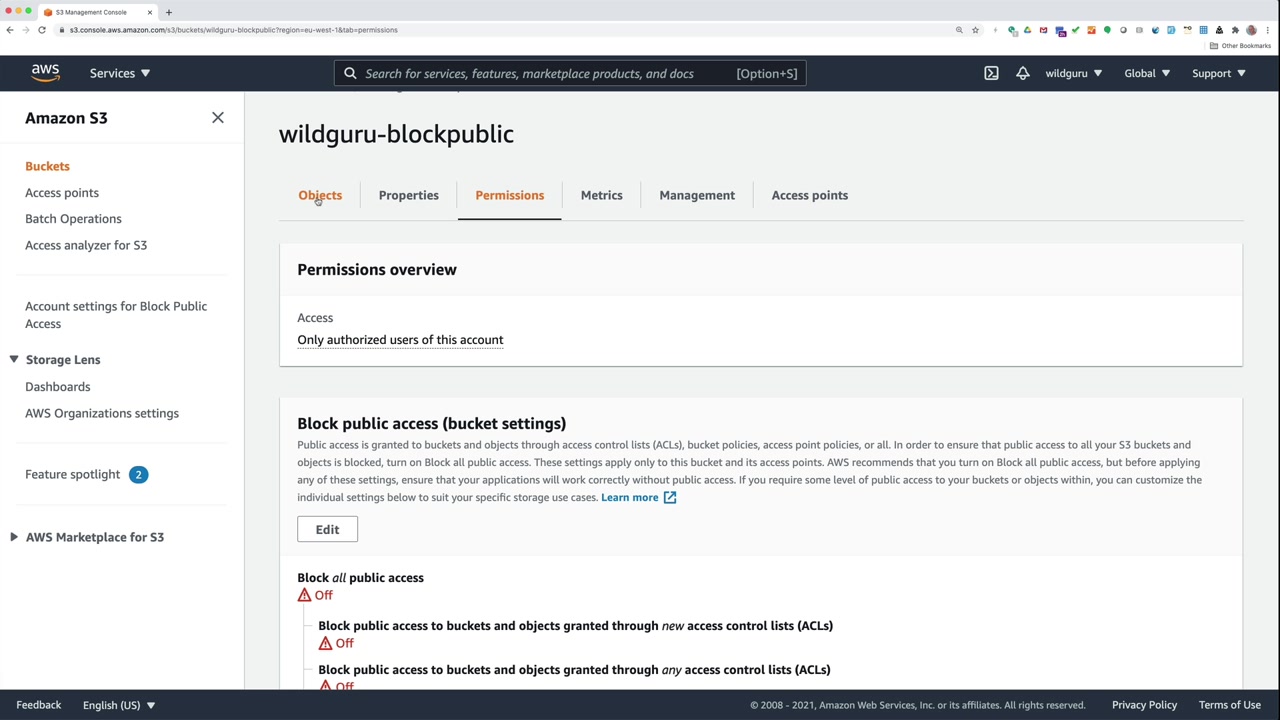 S3 Management Console
s3.console.aws.amazon.com/s3/buckets/wildguru-blockpublic?region=eu-west-1&tab=permissions
Other Bookmarks
aws
Services
Search for services, features, marketplace products, and docs
[Option+S]
wildguru
Global
Support
Amazon S3
Buckets
Access points
Batch Operations
Access analyzer for S3
Account settings for Block Public
Access
Storage Lens
Dashboards
AWS Organizations settings
Feature spotlight 2
AWS Marketplace for S3
wildguru-blockpublic
Objects
Properties
Permissions
Metrics
Management
Access points
Permissions overview
Access
Only authorized users of this account
Block public access (bucket settings)
Public access is granted to buckets and objects through access control lists (ACLs), bucket policies, access point policies, or all. In order to ensure that public access to all your S3 buckets and
objects is blocked, turn on Block all public access. These settings apply only to this bucket and its access points. AWS recommends that you turn on Block all public access, but before applying
any of these settings, ensure that your applications will work correctly without public access. If you require some level of public access to your buckets or objects within, you can customize the
individual settings below to suit your specific storage use cases. Learn more
Edit
Block all public access
Off
Block public access to buckets and objects granted through new access control lists (ACLs)
Off
Block public access to buckets and objects granted through any access control lists (ACLs)
Off
Feedback
English (US)
© 2008 - 2021, Amazon Web Services, Inc. or its affiliates. All rights reserved.
Privacy Policy
Terms of Use